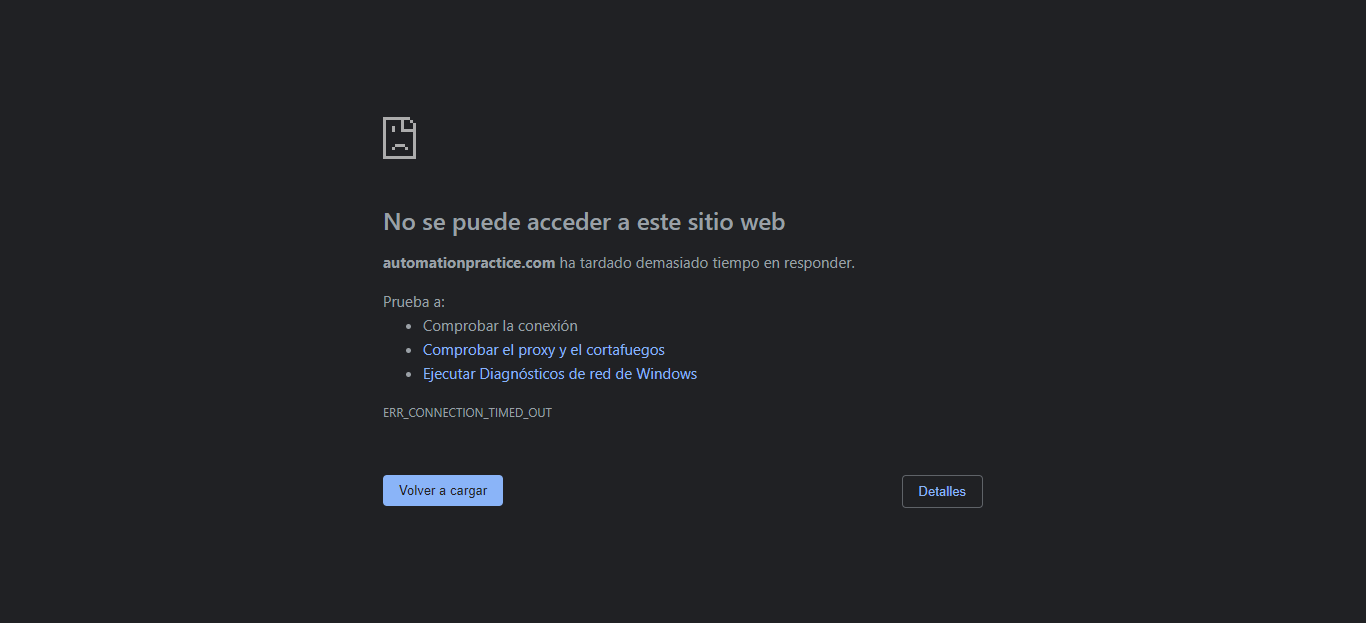 No se puede acceder a este sitio web
automationpractice.com ha tardado demasiado tiempo en responder.
Prueba a:
Comprobar la conexión
Comprobar el proxy y el cortafuegos
Ejecutar Diagnósticos de red de Windows
ERR_CONNECTION_TIMED_OUT
Volver a cargar
Detalles